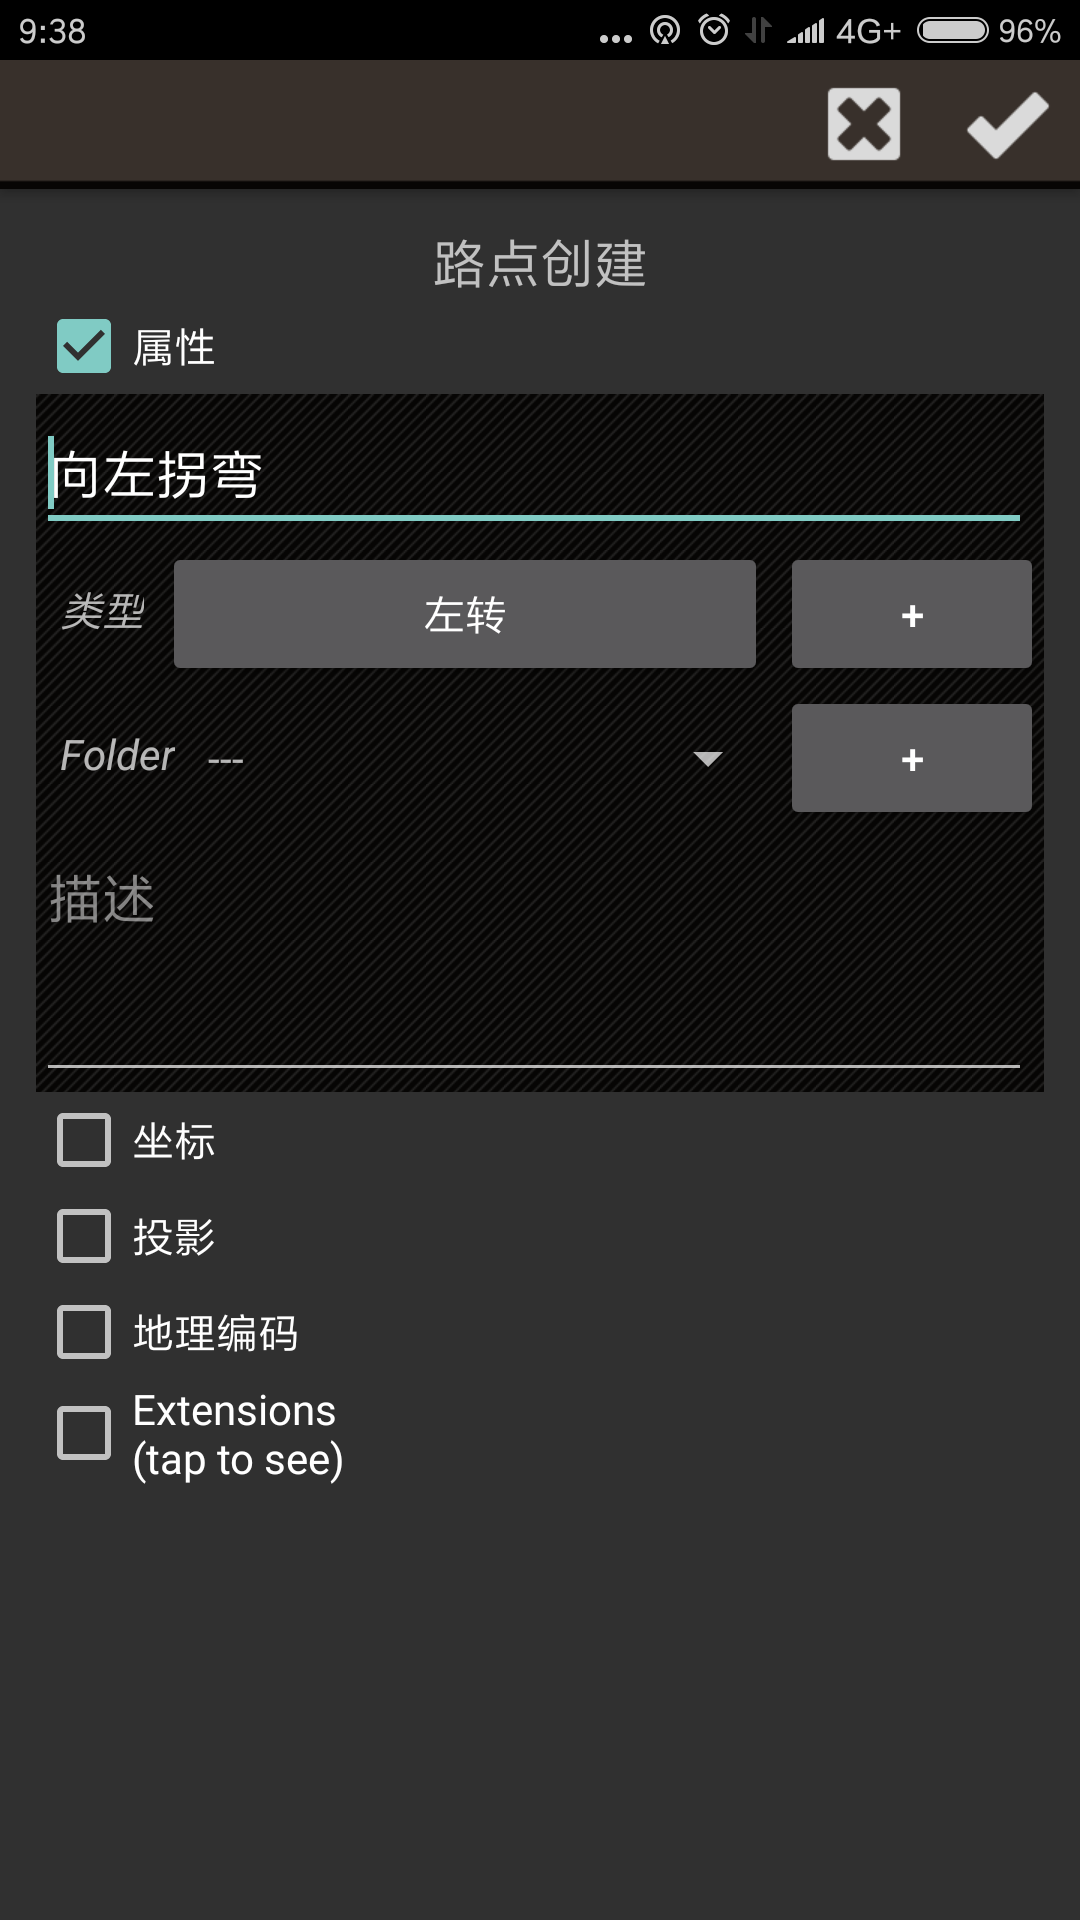 9:38
4G+ 96%
路点创建
属性
向左拐弯
类型 左转 +
Folder --- +
描述
坐标
投影
地理编码
Extensions
(tap to see)